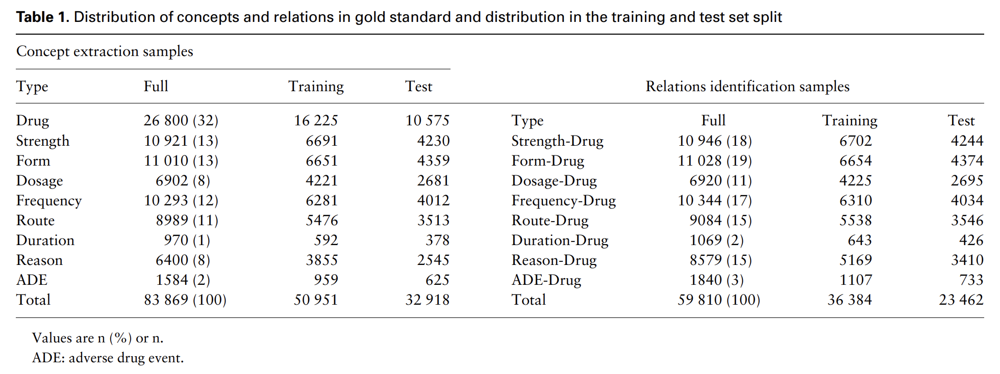 Table 1. Distribution of concepts and relations in gold standard and distribution in the training and test set split
Concept extraction samples
Type Full Training Test Relations identification samples
Drug 26 800 (32) 16 225 10 575 Type Full Training Test
Strength 10 921 (13) 6691 4230 Strength-Drug 10 946 (18) 6702 4244
Form 11 010 (13) 6651 4359 Form-Drug 11 028 (19) 6654 4374
Dosage 6902 (8) 4221 2681 Dosage-Drug 6920 (11) 4225 2695
Frequency 10 293 (12) 6281 4012 Frequency-Drug 10 344 (17) 6310 4034
Route 8989 (11) 5476 3513 Route-Drug 9084 (15) 5538 3546
Duration 970 (1) 592 378 Duration-Drug 1069 (2) 643 426
Reason 6400 (8) 3855 2545 Reason-Drug 8579 (15) 5169 3410
ADE 1584 (2) 959 625 ADE-Drug 1840 (3) 1107 733
Total 83 869 (100) 50 951 32 918 Total 59 810 (100) 36 384 23 462
Values are n (%) or n.
ADE: adverse drug event.